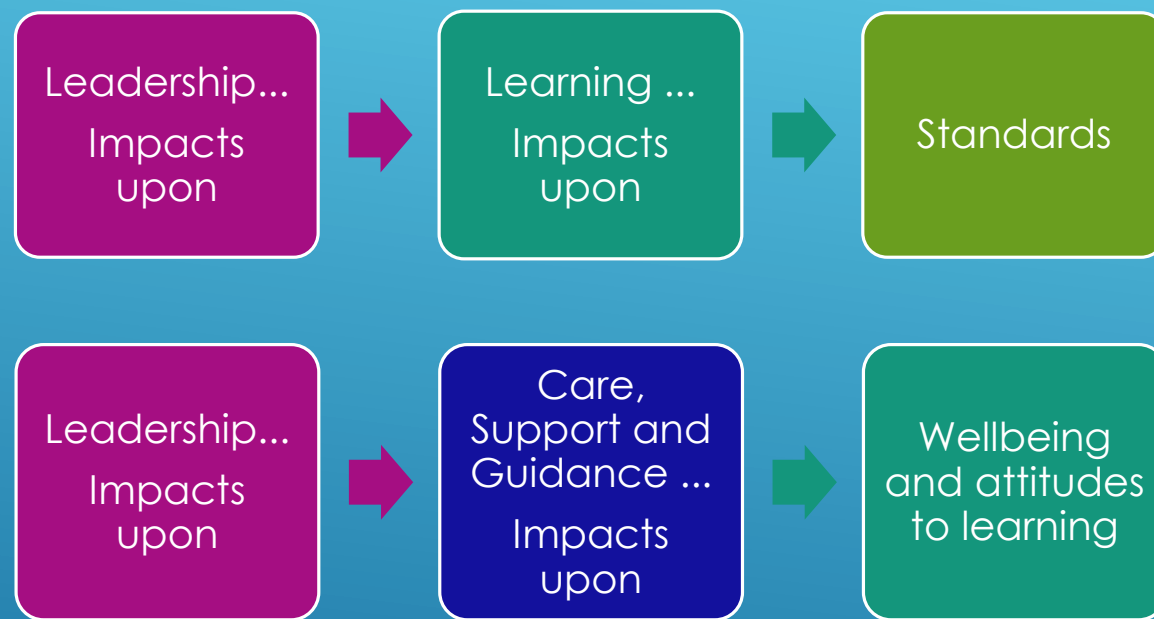 Leadership...
Impacts
upon
Learning ...
Impacts
upon
Standards
Leadership...
Impacts
upon
Care,
Support and
Guidance ...
Impacts
upon
Wellbeing
and attitudes
to learning